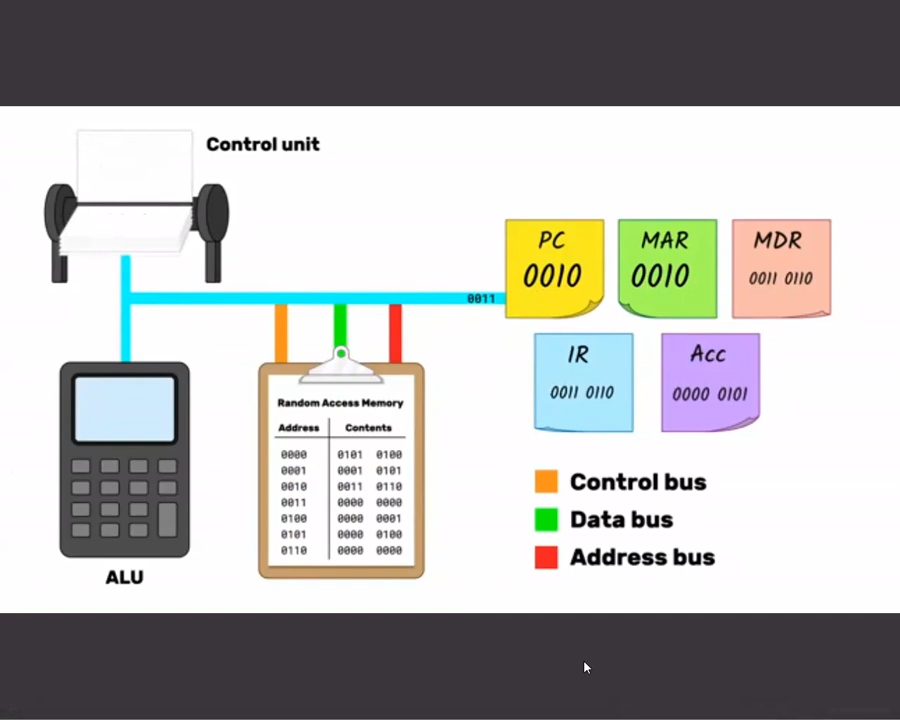 Control unit
PC
0010
MAR
0010
MDR
0011 0110
0011
IR
0011 0110
Acc
0000 0101
Random Access Memory
Address Contents
0000 0101 0100
0001 0001 0101
0010 0011 0110
0011 0000 0000
0100 0000 0001
0101 0000 0100
0110 0000 0000
ALU
Control bus
Data bus
Address bus